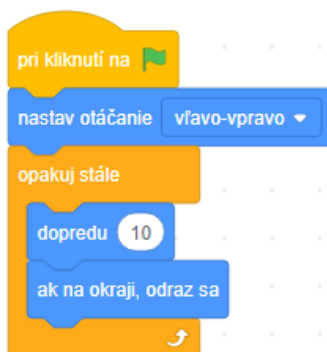 pri kliknutí na
nastav otáčanie vľavo-vpravo
opakuj stále
dopredu 10
ak na okraji, odraz sa